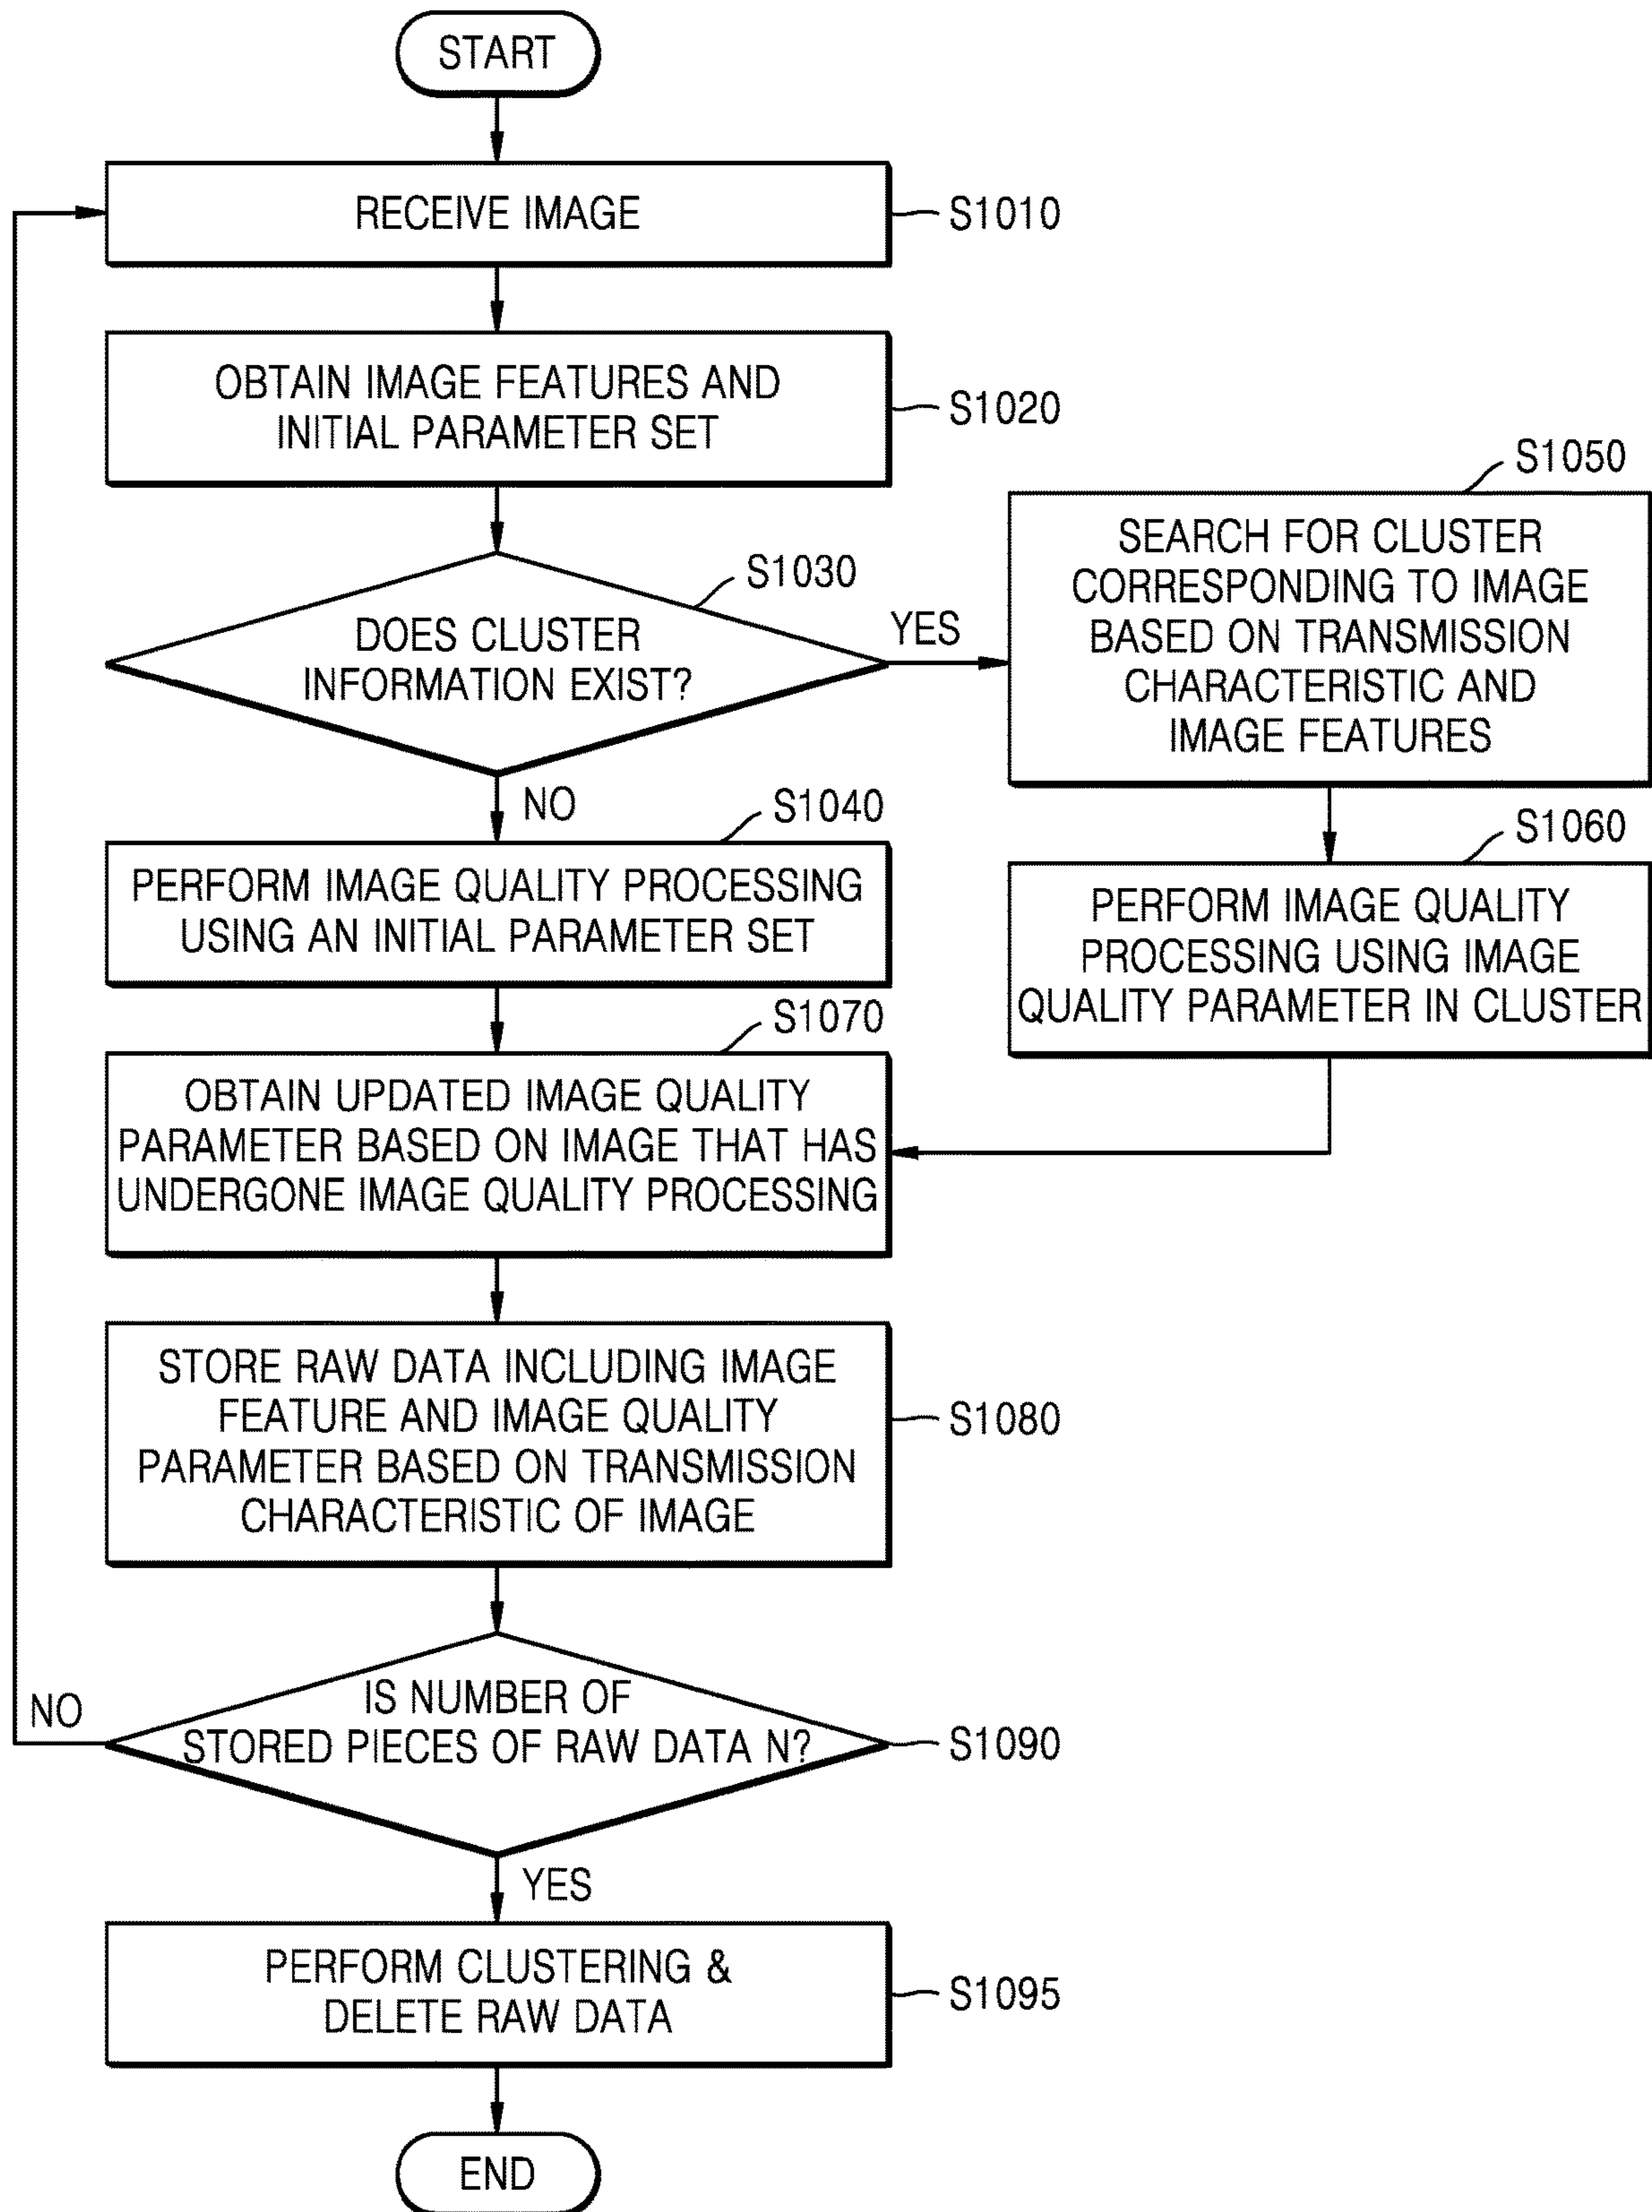 START
RECEIVE IMAGE
S1010
OBTAIN IMAGE FEATURES AND
INITIAL PARAMETER SET
S1020
S1030
DOES CLUSTER
INFORMATION EXIST?
YES
NO
S1050
SEARCH FOR CLUSTER
CORRESPONDING TO IMAGE
BASED ON TRANSMISSION
CHARACTERISTIC AND
IMAGE FEATURES
S1040
PERFORM IMAGE QUALITY PROCESSING
USING AN INITIAL PARAMETER SET
S1060
PERFORM IMAGE QUALITY
PROCESSING USING IMAGE
QUALITY PARAMETER IN CLUSTER
S1070
OBTAIN UPDATED IMAGE QUALITY
PARAMETER BASED ON IMAGE THAT HAS
UNDERGONE IMAGE QUALITY PROCESSING
STORE RAW DATA INCLUDING IMAGE
FEATURE AND IMAGE QUALITY
PARAMETER BASED ON TRANSMISSION
CHARACTERISTIC OF IMAGE
S1080
NO
IS NUMBER OF
STORED PIECES OF RAW DATA N?
S1090
YES
PERFORM CLUSTERING &
DELETE RAW DATA
S1095
END